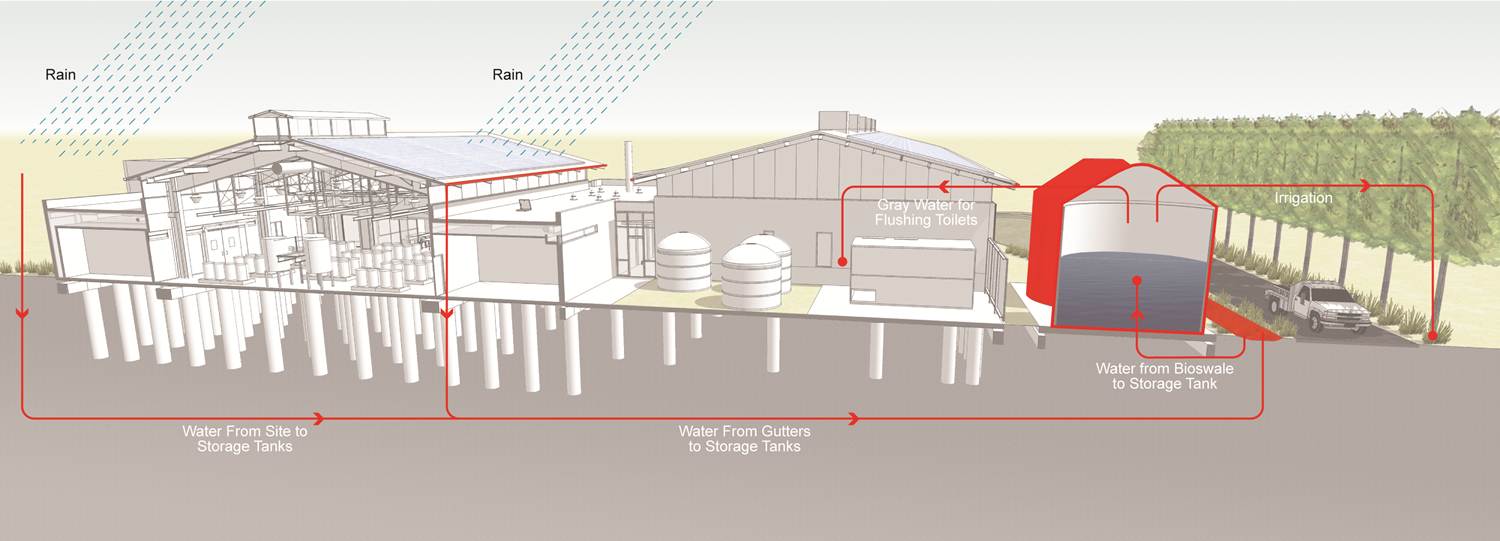 Rain
Rain
Gray Water for
Flushing Toilets
Irrigation
Water from Bioswale
to Storage Tank
Water From Site to
Storage Tanks
Water From Gutters
to Storage Tanks